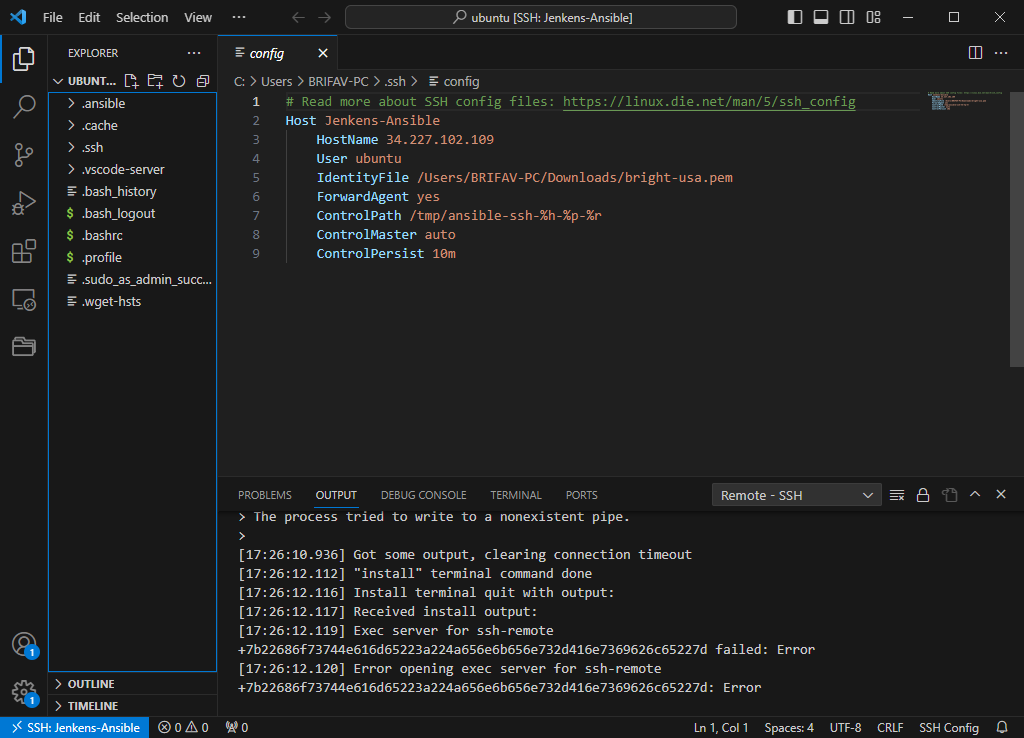 File Edit Selection View ···
ubuntu [SSH: Jenkens-Ansible]
EXPLORER ···
config
UBUNT...
C: > Users > BRIFAV-PC > .ssh > config
.ansible
.cache
.ssh
.vscode-server
.bash_history
$ .bash_logout
$ .bashrc
$ .profile
.sudo_as_admin_succ...
.wget-hsts
1 # Read more about SSH config files: https://linux.die.net/man/5/ssh_config
2 Host Jenkens-Ansible
3 HostName 34.227.102.109
4 User ubuntu
5 IdentityFile /Users/BRIFAV-PC/Downloads/bright-usa.pem
6 ForwardAgent yes
7 ControlPath /tmp/ansible-ssh-%h-%p-%r
8 ControlMaster auto
9 ControlPersist 10m
PROBLEMS OUTPUT DEBUG CONSOLE TERMINAL PORTS
Remote - SSH
> The process tried to write to a nonexistent pipe.
>
[17:26:10.936] Got some output, clearing connection timeout
[17:26:12.112] "install" terminal command done
[17:26:12.116] Install terminal quit with output:
[17:26:12.117] Received install output:
[17:26:12.119] Exec server for ssh-remote
+7b22686f73744e616d65223a224a656e6b656e732d416e7369626c65227d failed: Error
[17:26:12.120] Error opening exec server for ssh-remote
+7b22686f73744e616d65223a224a656e6b656e732d416e7369626c65227d: Error
1
1
OUTLINE
TIMELINE
SSH: Jenkens-Ansible 0 0 0
Ln 1, Col 1 Spaces: 4 UTF-8 CRLF SSH Config